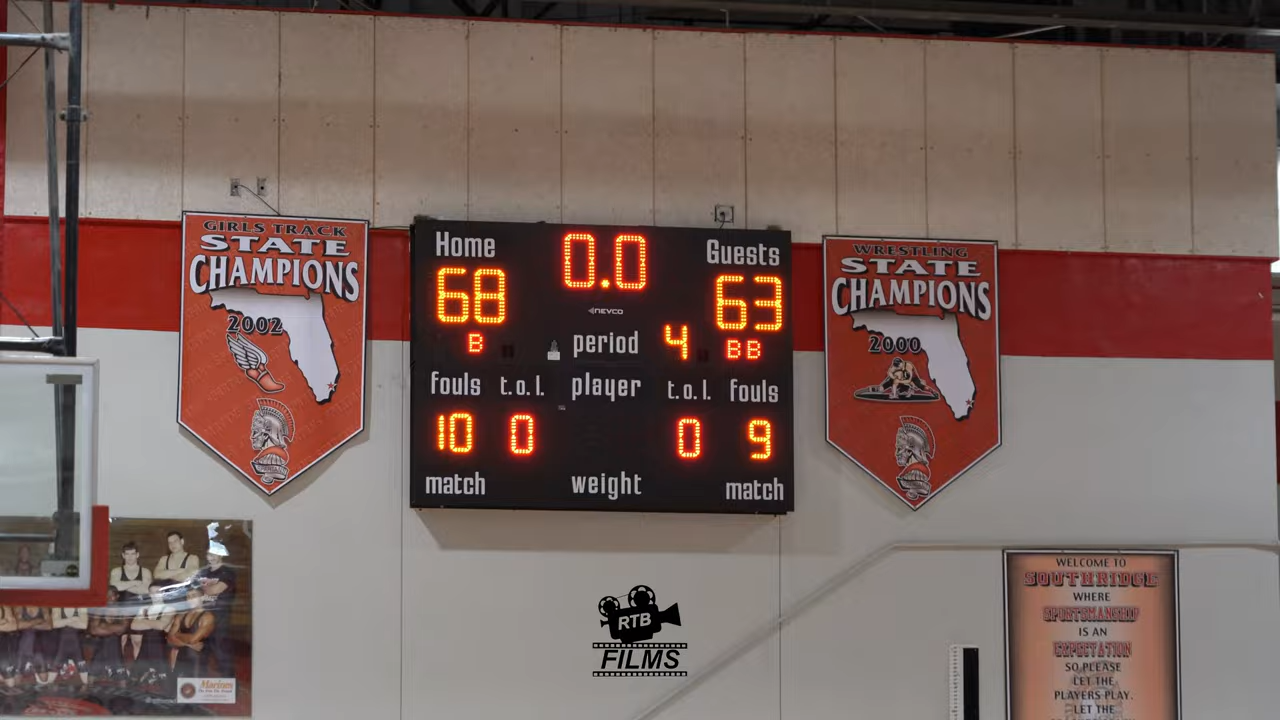 GIRLS TRACK
STATE
CHAMPIONS
2002
Home
0.0
Guests
68
63
NEVCO
B
period
4
BB
fouls
t.o.l.
player
t.o.l.
fouls
10
0
0
9
match
weight
match
WRESTLING
STATE
CHAMPIONS
2000
RTB
FILMS
Marines
WELCOME TO
SOUTHRIDGE
WHERE
SPORTSMANSHIP
IS AN
EXPECTATION
SO PLEASE
LET THE
PLAYERS PLAY.
LET THE